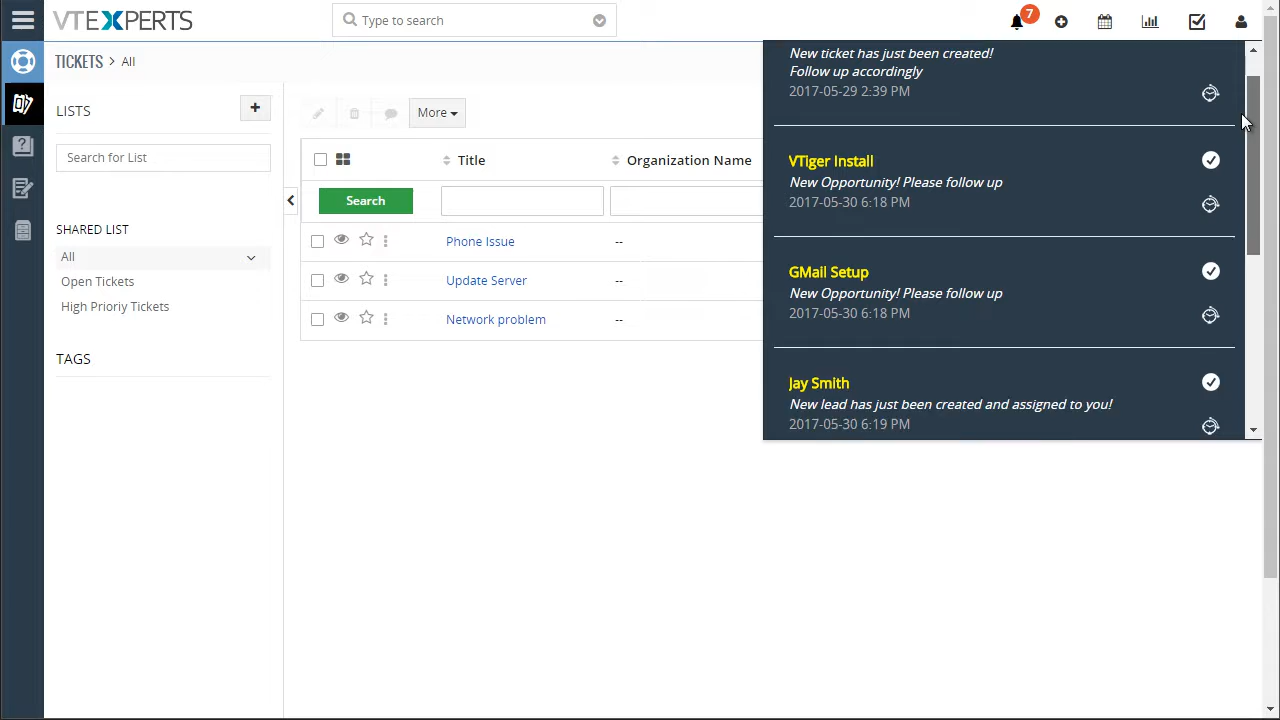 VTEXPERTS
Type to search
7
TICKETS > All
LISTS
+
Search for List
SHARED LIST
All
Open Tickets
High Prioriy Tickets
TAGS
More
Title
Organization Name
Search
Phone Issue
--
Update Server
--
Network problem
--
New ticket has just been created!
Follow up accordingly
2017-05-29 2:39 PM
VTiger Install
New Opportunity! Please follow up
2017-05-30 6:18 PM
GMail Setup
New Opportunity! Please follow up
2017-05-30 6:18 PM
Jay Smith
New lead has just been created and assigned to you!
2017-05-30 6:19 PM